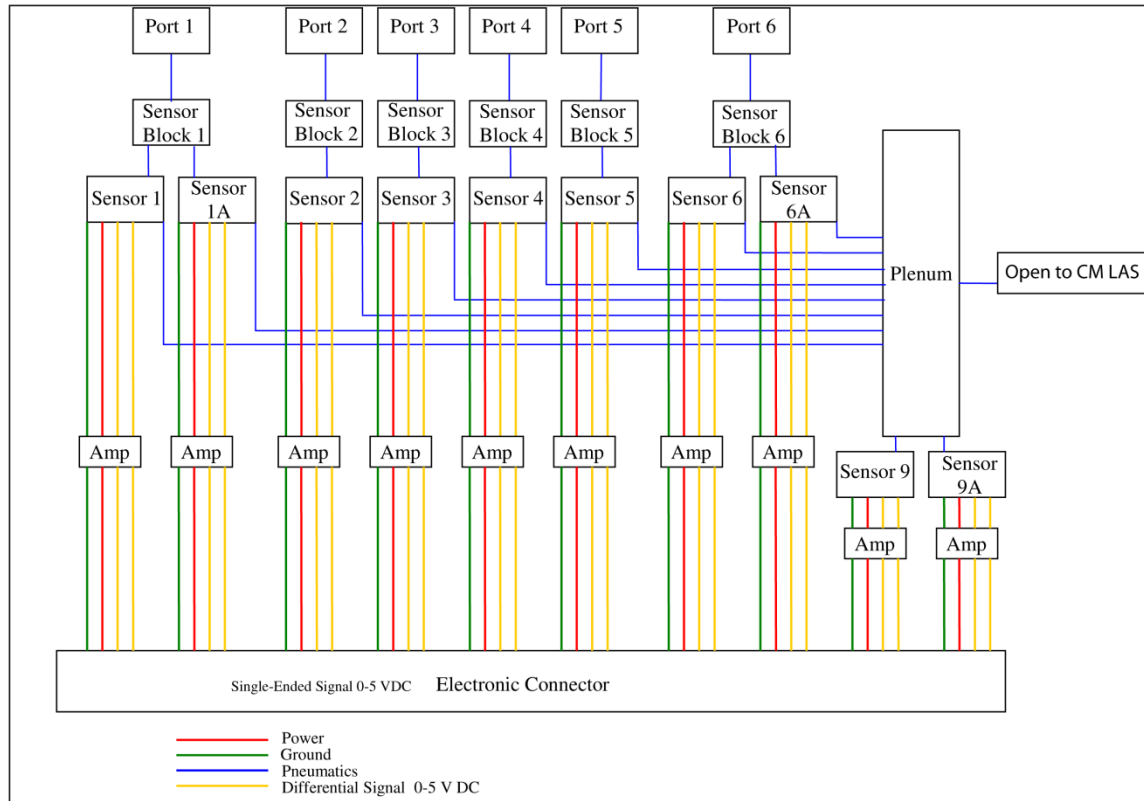 Port 1
Port 2
Port 3
Port 4
Port 5
Port 6
Sensor
Block 1
Sensor
Block 2
Sensor
Block 3
Sensor
Block 4
Sensor
Block 5
Sensor
Block 6
Sensor 1
Sensor
1A
Sensor 2
Sensor 3
Sensor 4
Sensor 5
Sensor 6
Sensor
6A
Plenum
Open to CM LAS
Amp
Amp
Amp
Amp
Amp
Amp
Amp
Amp
Sensor 9
Sensor
9A
Amp
Amp
Single-Ended Signal 0-5 VDC Electronic Connector
Power
Ground
Pneumatics
Differential Signal 0-5 V DC